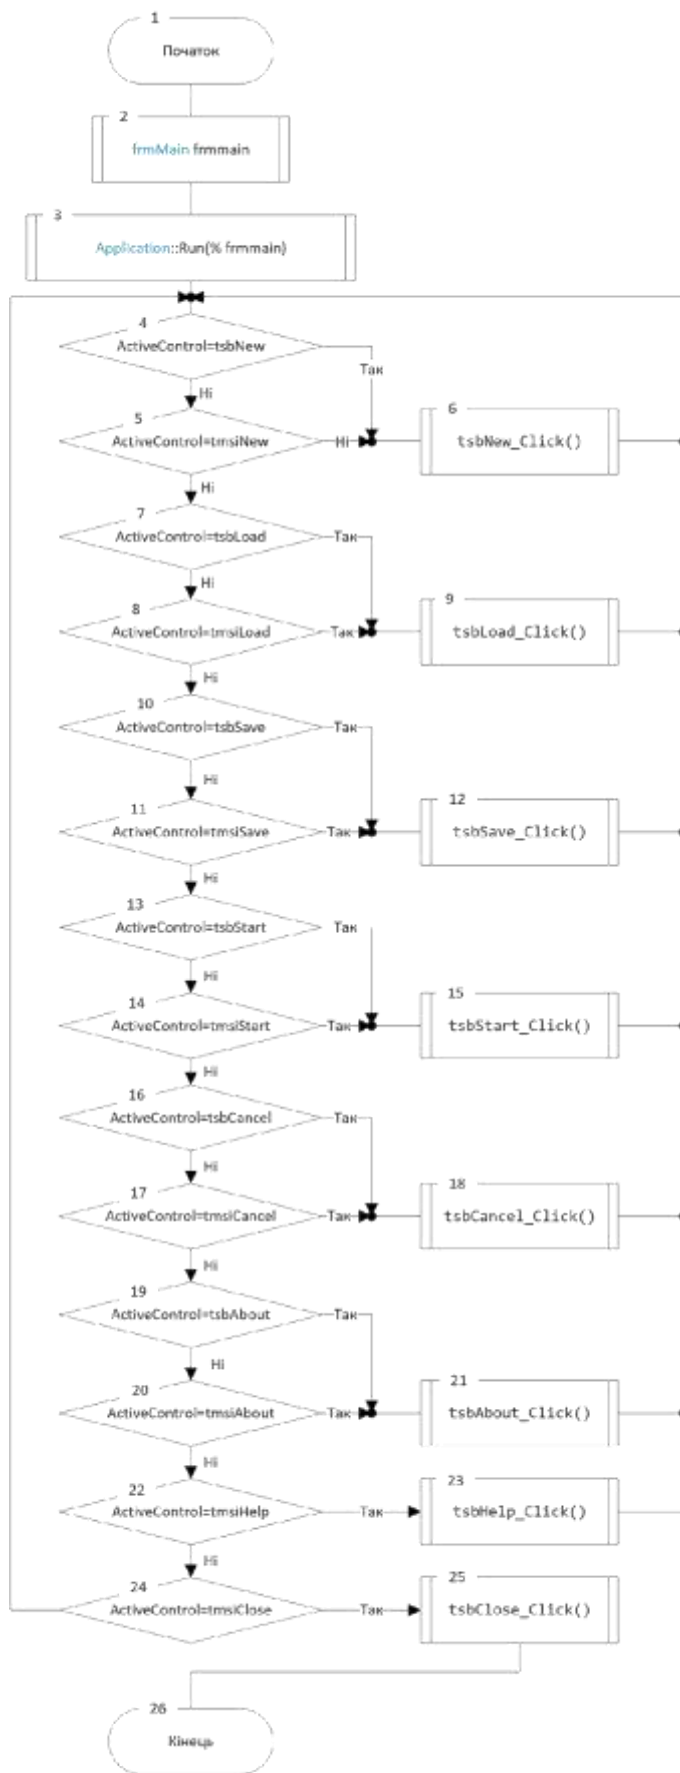 1
Початок
2
frmMain frmmain
3
Application::Run(% frmmain)
4
ActiveControl=tsbNew
Так
Ні
5
ActiveControl=tmsiNew
Ні
6
tsbNew_Click()
Ні
7
ActiveControl=tsbLoad
Так
Ні
8
ActiveControl=tmsiLoad
Так
9
tsbLoad_Click()
Ні
10
ActiveControl=tsbSave
Так
Ні
11
ActiveControl=tmsiSave
Так
12
tsbSave_Click()
Ні
13
ActiveControl=tsbStart
Так
Ні
14
ActiveControl=tmsiStart
Так
15
tsbStart_Click()
Ні
16
ActiveControl=tsbCancel
Так
Ні
17
ActiveControl=tmsiCancel
Так
18
tsbCancel_Click()
Ні
19
ActiveControl=tsbAbout
Так
Ні
20
ActiveControl=tmsiAbout
Так
21
tsbAbout_Click()
Ні
22
ActiveControl=tmsiHelp
Так
23
tsbHelp_Click()
Ні
24
ActiveControl=tmsiClose
Так
25
tsbClose_Click()
26
Кінець